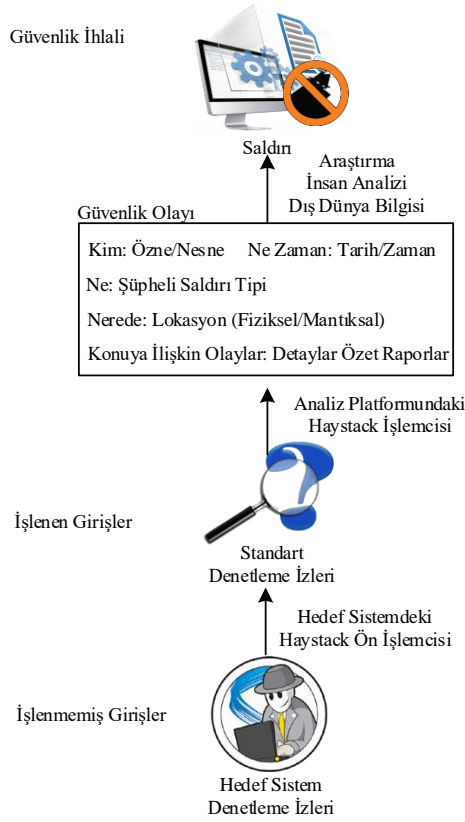 Güvenlik İhlali
Saldırı
Araştırma
İnsan Analizi
Dış Dünya Bilgisi
Güvenlik Olayı
Kim: Özne/Nesne Ne Zaman: Tarih/Zaman
Ne: Şüpheli Saldırı Tipi
Nerede: Lokasyon (Fiziksel/Mantıksal)
Konuya İlişkin Olaylar: Detaylar Özet Raporlar
Analiz Platformundaki
Haystack İşlemcisi
İşlenen Girişler
Standart
Denetleme İzleri
Hedef Sistemdeki
Haystack Ön İşlemcisi
İşlenmemiş Girişler
Hedef Sistem
Denetleme İzleri